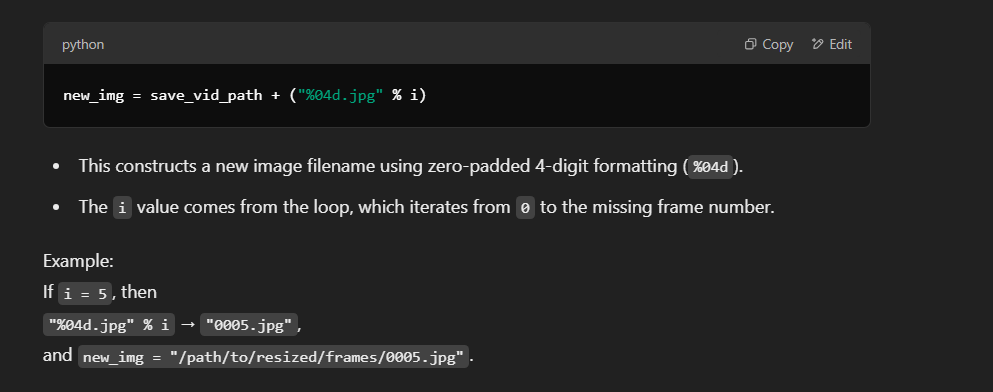 python Copy Edit
new_img = save_vid_path + ("%04d.jpg" % i)
• This constructs a new image filename using zero-padded 4-digit formatting ( %04d ).
• The i value comes from the loop, which iterates from 0 to the missing frame number.
Example:
If i = 5 , then
"%04d.jpg" % i → "0005.jpg" ,
and new_img = "/path/to/resized/frames/0005.jpg" .